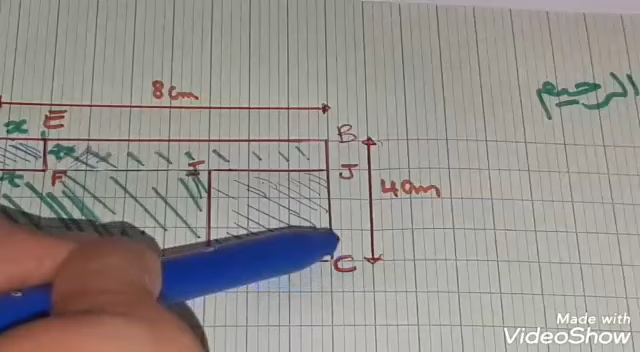 الرحيم
8cm
x E B
x
x F I J
4cm
C
Made with
VideoShow